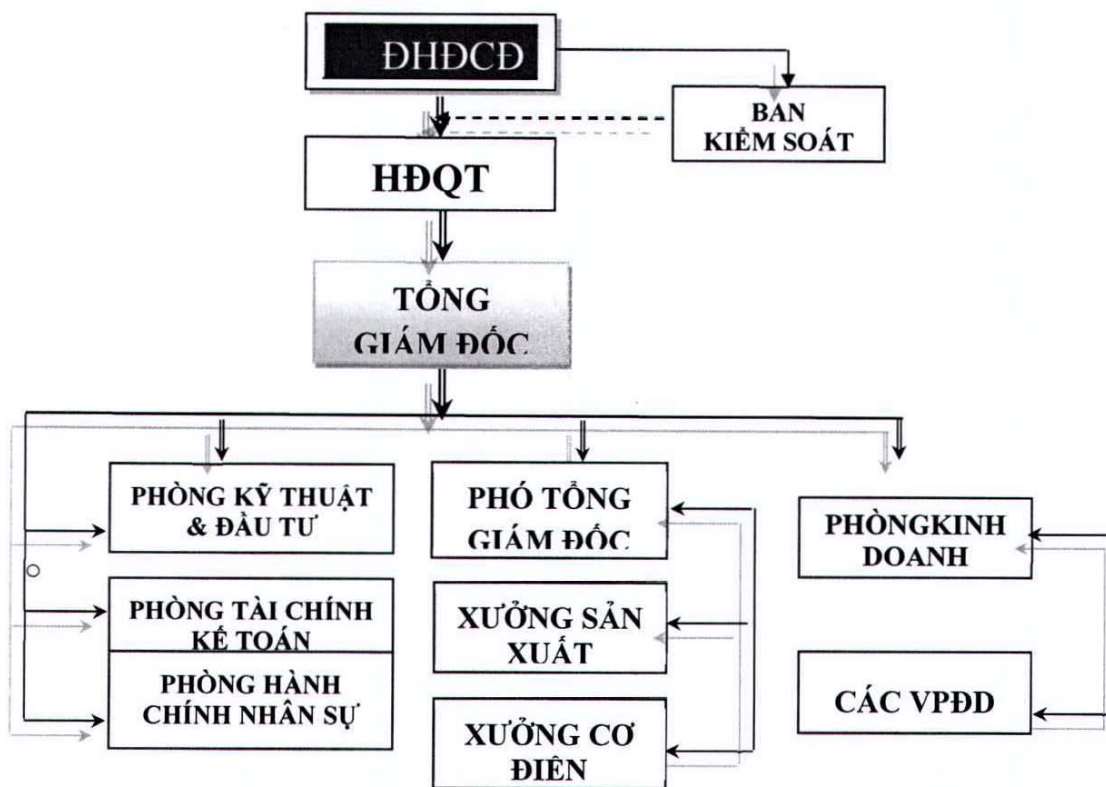 ĐHĐCĐ
BAN
KIỂM SOÁT
HĐQT
TỔNG
GIÁM ĐỐC
PHÒNG KỸ THUẬT
& ĐẦU TƯ
PHÓ TỔNG
GIÁM ĐỐC
PHÒNGKINH
DOANH
PHÒNG TÀI CHÍNH
KẾ TOÁN
XƯỞNG SẢN
XUẤT
PHÒNG HÀNH
CHÍNH NHÂN SỰ
CÁC VPĐD
XƯỞNG CƠ
ĐIÊN